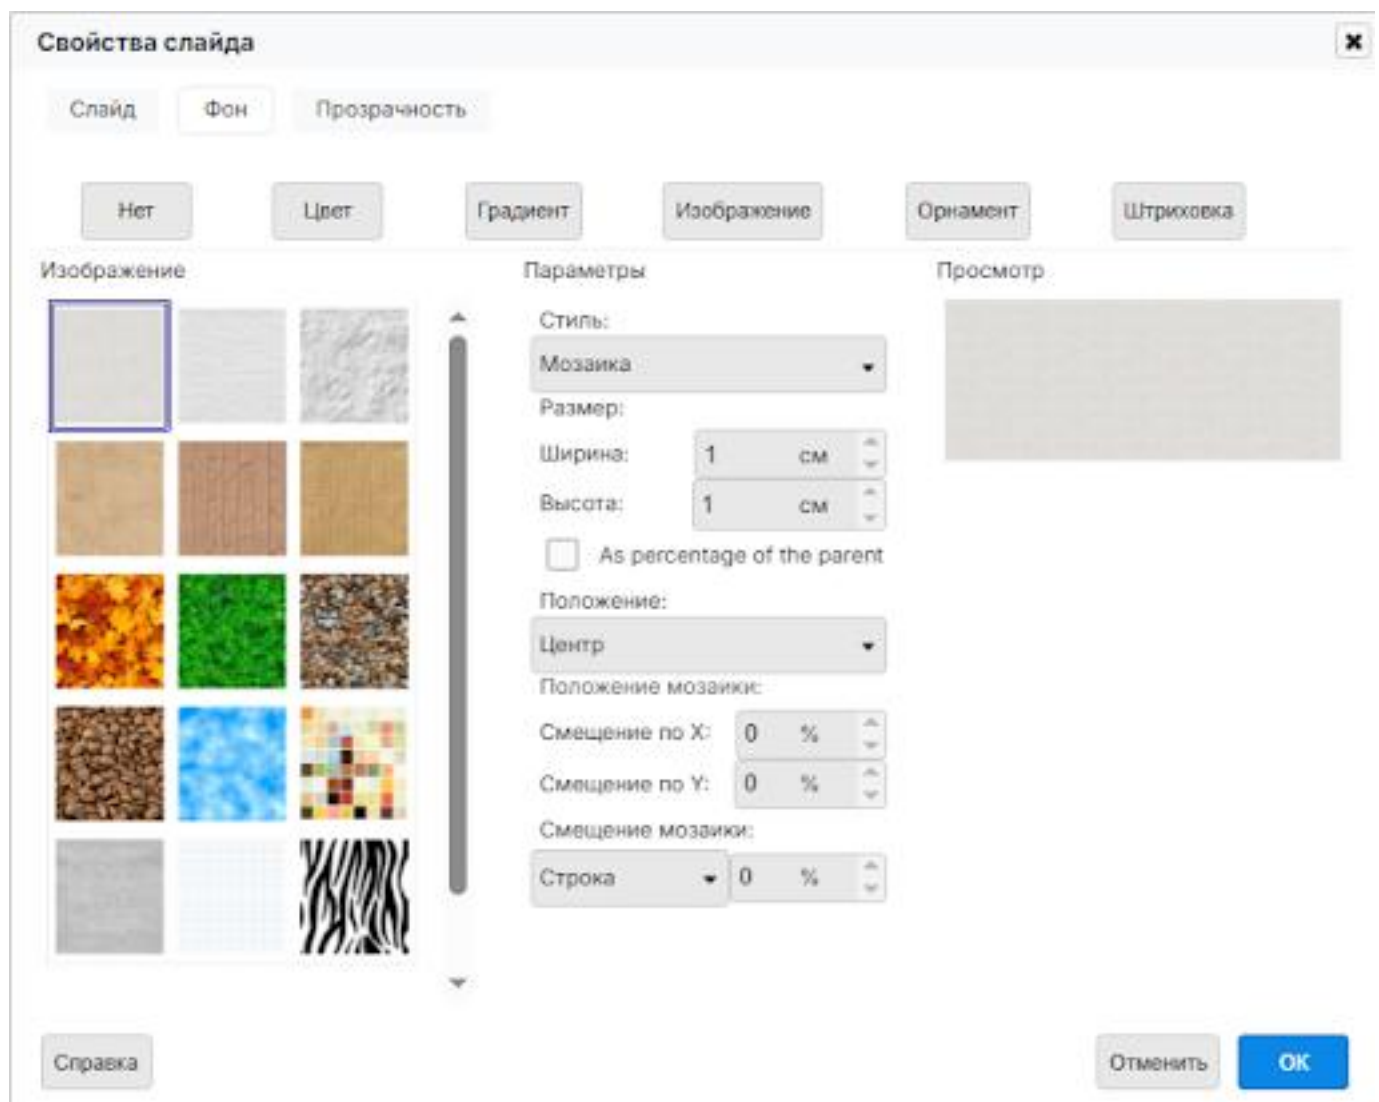 Свойства слайда
Слайд Фон Прозрачность
Нет Цвет Градиент Изображение Орнамент Штриховка
Изображение Параметры Просмотр
Стиль:
Мозаика
Размер:
Ширина: 1 см
Высота: 1 см
As percentage of the parent
Положение:
Центр
Положение мозаики:
Смещение по X: 0 %
Смещение по Y: 0 %
Смещение мозаики:
Строка 0 %
Справка Отменить ОК